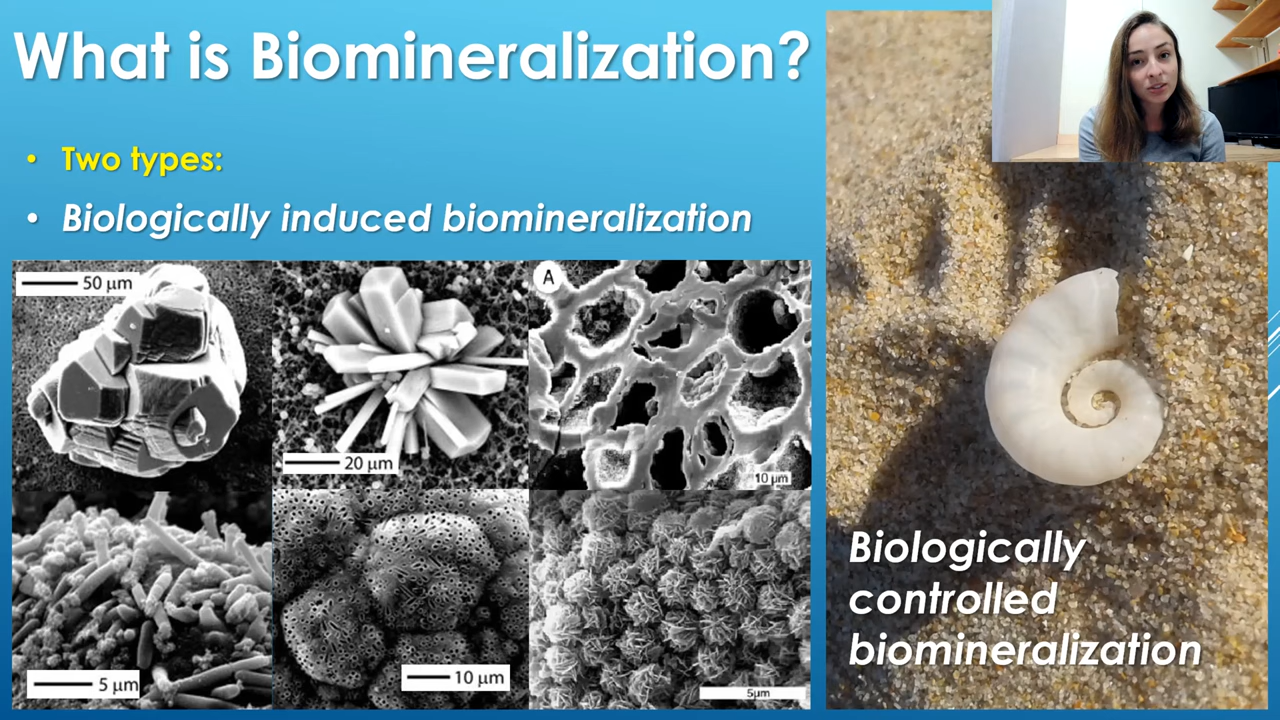 What is Biomineralization?
• Two types:
• Biologically induced biomineralization
50 μm
20 μm
A
10 μm
5 μm
10 μm
5μm
Biologically
controlled
biomineralization